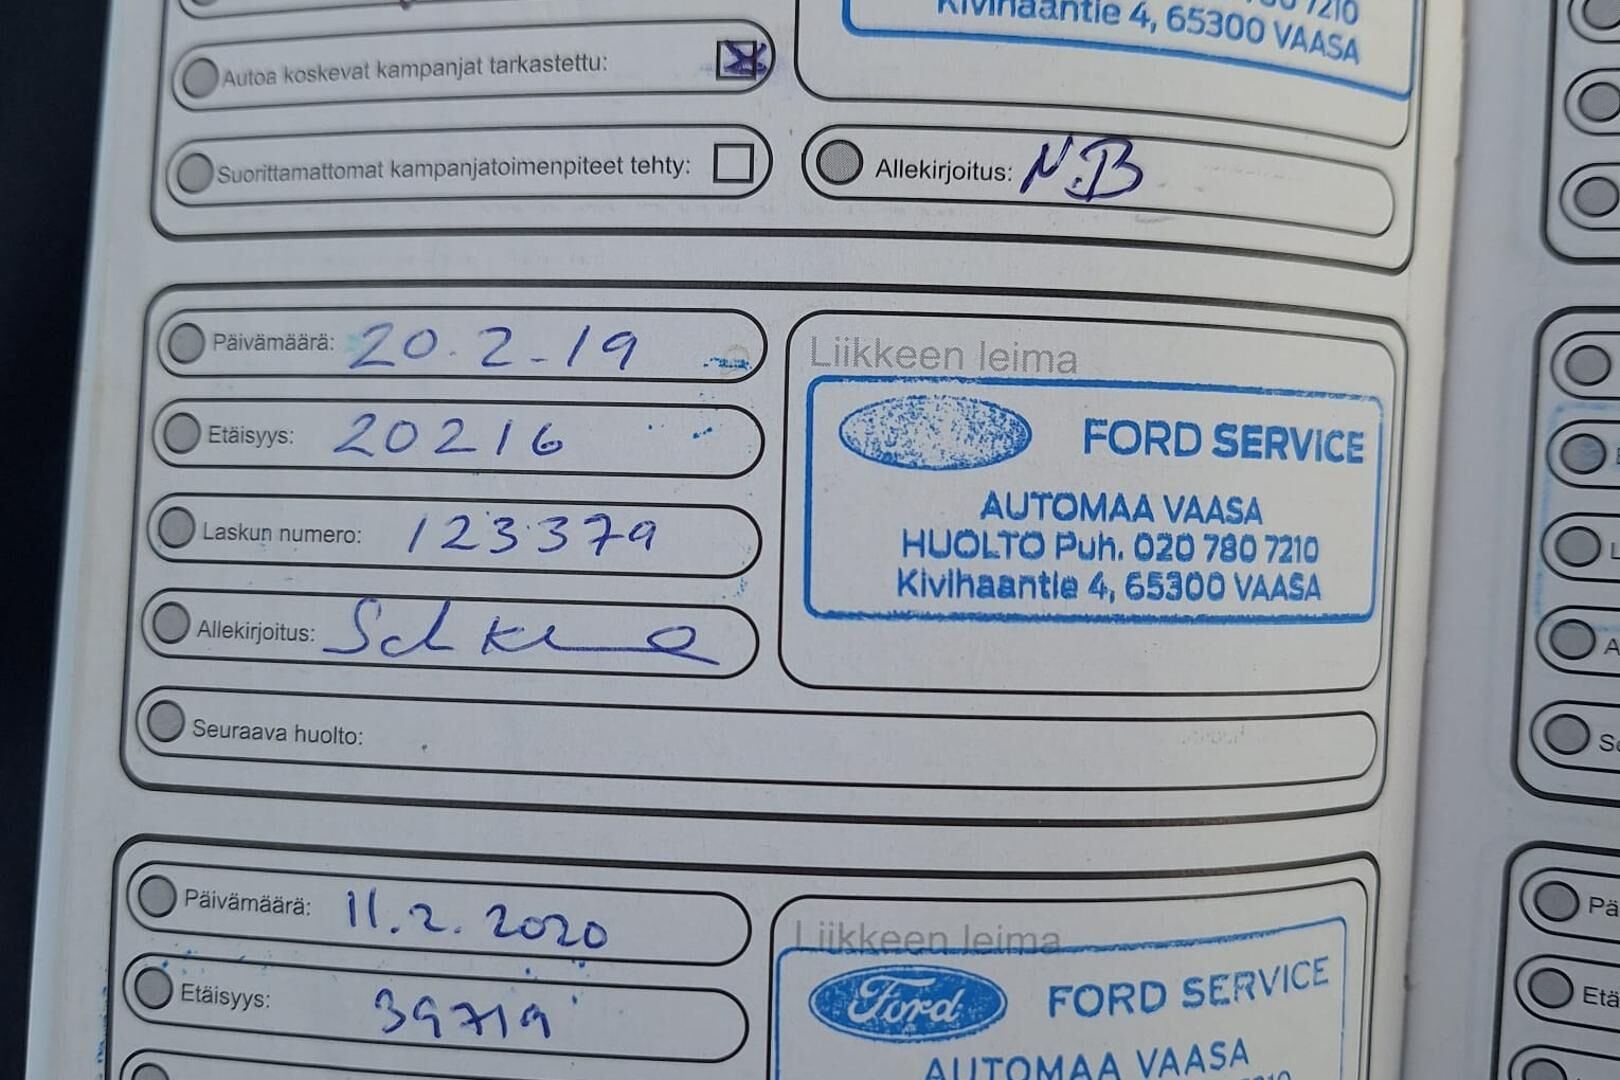 7210
Kivihaantie 4, 65300 VAASA
Autoa koskevat kampanjat tarkastettu:
Suorittamattomat kampanjatoimenpiteet tehty:
Allekirjoitus: N.B
Päivämäärä: 20.2-19
Liikkeen leima
Etäisyys: 20216
FORD SERVICE
AUTOMAA VAASA
Laskun numero: 123379
HUOLTO Puh. 020 780 7210
Kivihaantie 4, 65300 VAASA
Allekirjoitus:
Seuraava huolto:
Päivämäärä: 11.2.2020
Liikkeen leima
Ford
FORD SERVICE
Etäisyys: 39719
AUTOMAA VAASA